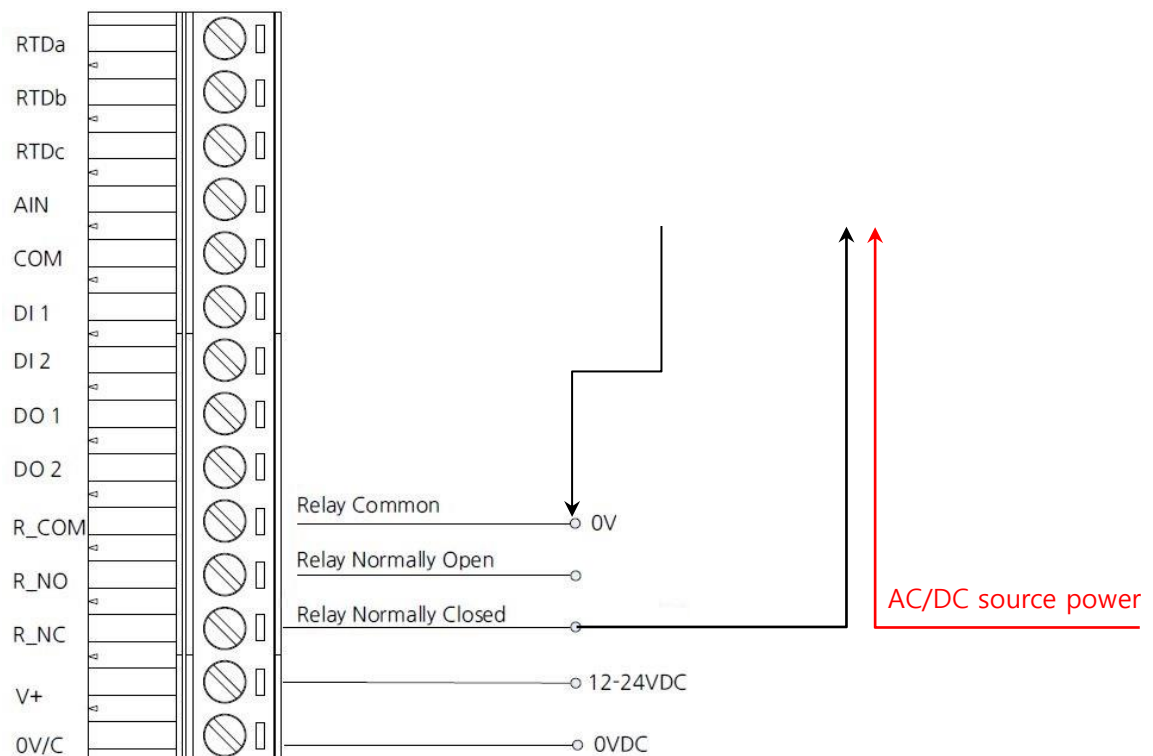 RTDa
RTDb
RTDc
AIN
COM
DI 1
DI 2
DO 1
DO 2
R_COM Relay Common 0V
R_NO Relay Normally Open
AC/DC source power
R_NC Relay Normally Closed
V+ 12-24VDC
0V/C 0VDC